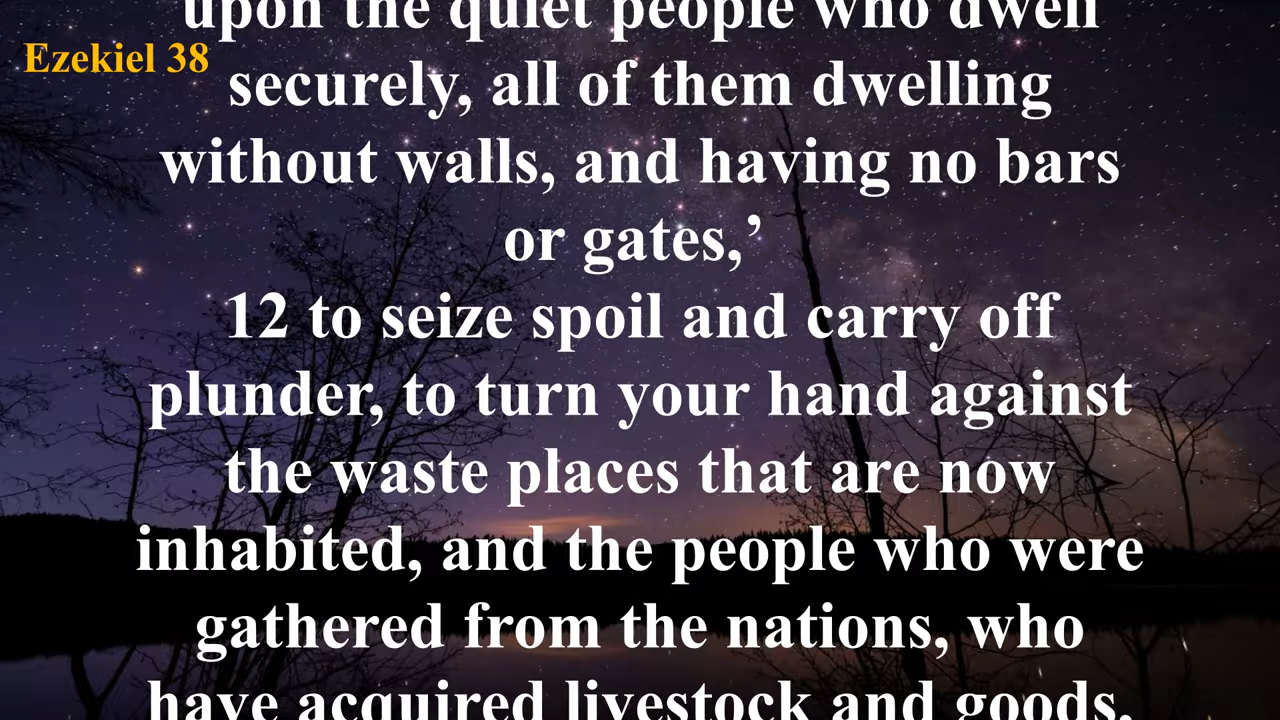 upon the quiet people who dwell
Ezekiel 38
securely, all of them dwelling
without walls, and having no bars
or gates,’
12 to seize spoil and carry off
plunder, to turn your hand against
the waste places that are now
inhabited, and the people who were
gathered from the nations, who
have acquired livestock and goods,